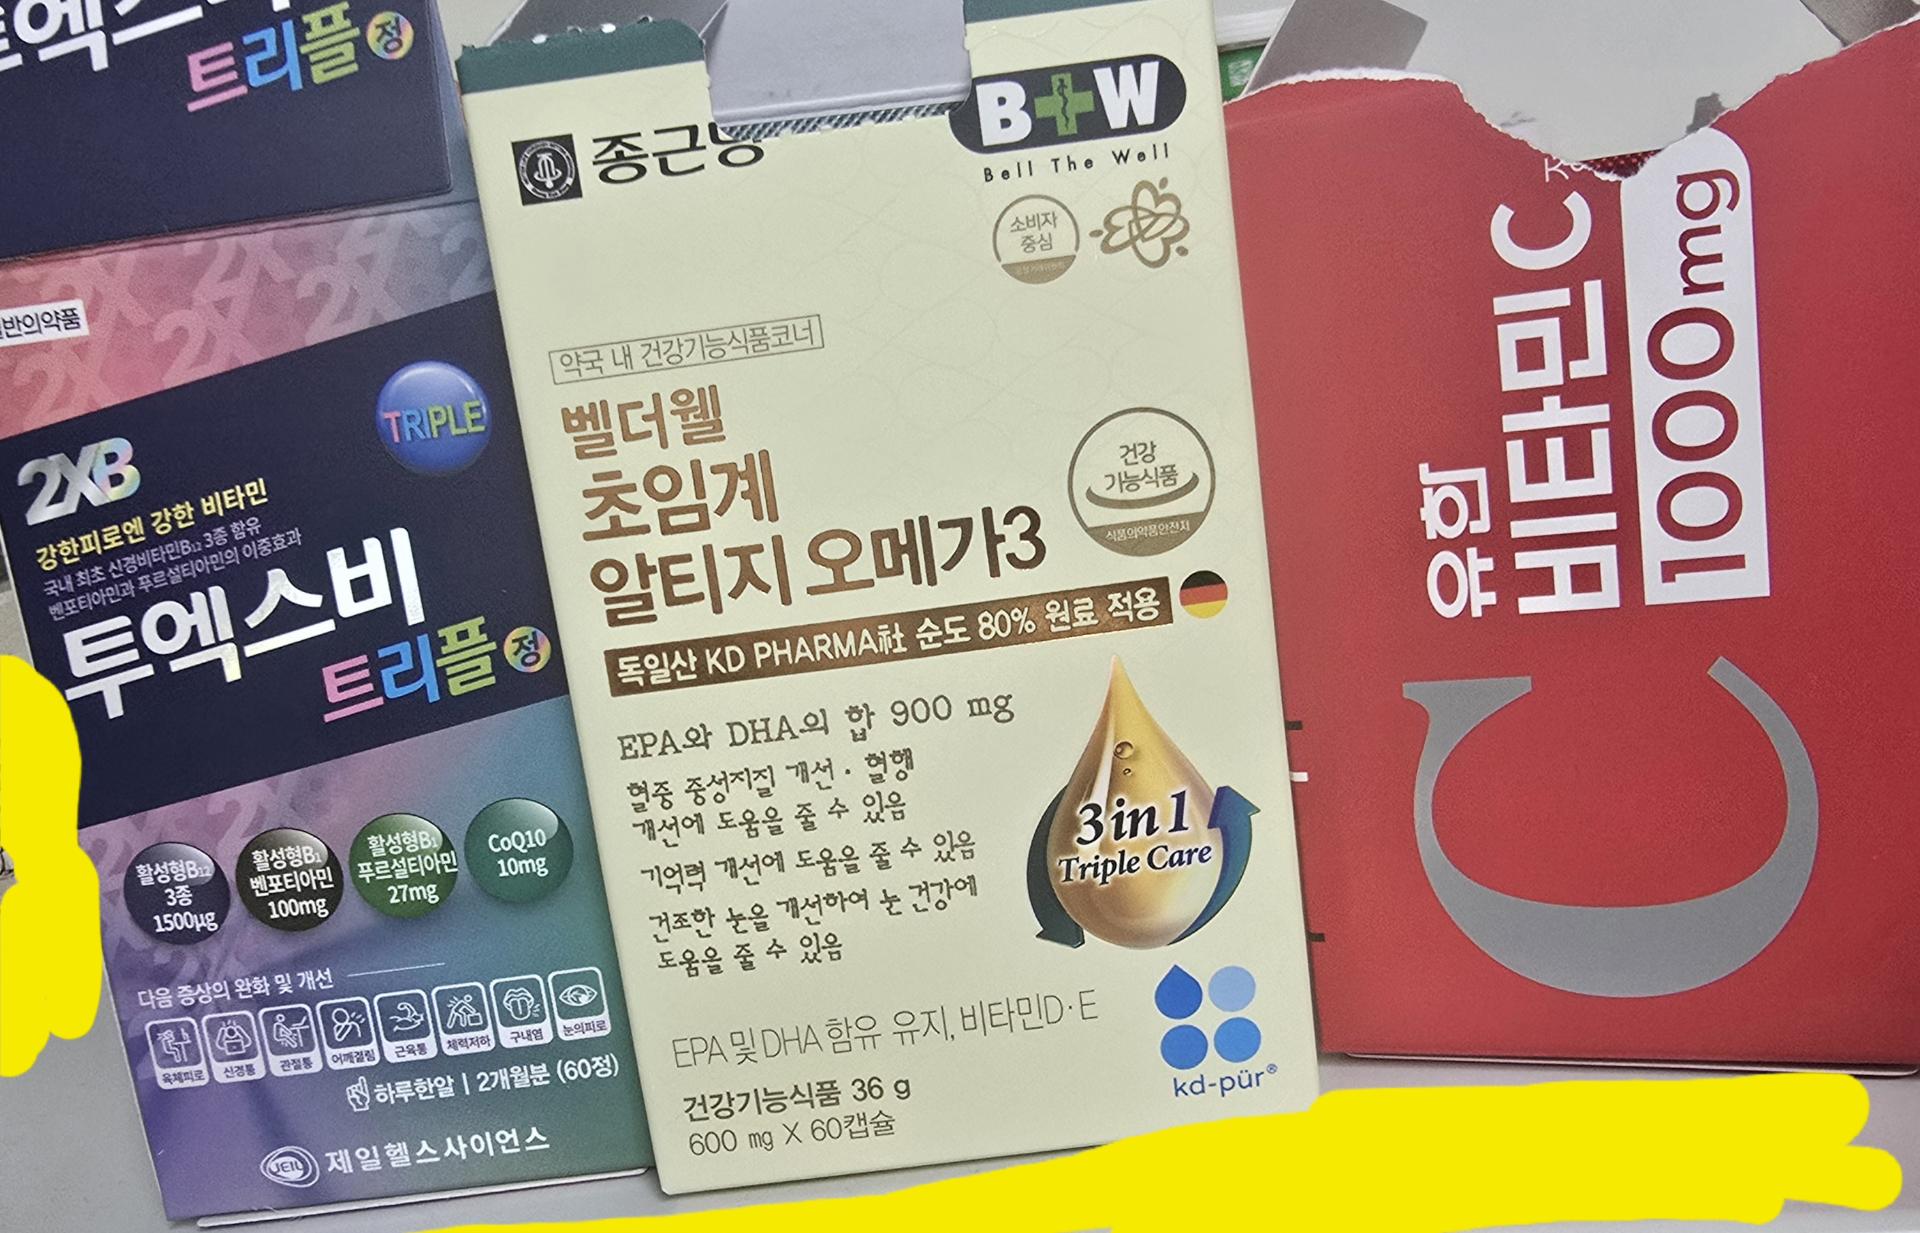 트리플 정
일반의약품
TRIPLE
2XB
강한피로엔 강한 비타민
국내 최초 신경비타민B12 3종 함유
벤포티아민과 푸르설티아민의 이중효과
투엑스비
트리플 정
활성형B12
3종
1500μg
활성형B1
벤포티아민
100mg
활성형B1
푸르설티아민
27mg
CoQ10
10mg
다음 증상의 완화 및 개선
육체피로 신경통 관절통 어깨결림 근육통 체력저하 구내염 눈의피로
하루한알 | 2개월분 (60정)
JEIL 제일헬스사이언스
종근당
B+W
Bell The Well
소비자
중심
약국 내 건강기능식품코너
벨더웰
초임계
알티지 오메가3
건강
기능식품
식품의약품안전처
독일산 KD PHARMA社 순도 80% 원료 적용
EPA와 DHA의 합 900 mg
혈중 중성지질 개선 · 혈행
개선에 도움을 줄 수 있음
기억력 개선에 도움을 줄 수 있음
건조한 눈을 개선하여 눈 건강에
도움을 줄 수 있음
3 in 1
Triple Care
EPA 및 DHA 함유 유지, 비타민D·E
건강기능식품 36 g
600 mg X 60캡슐
kd-pür®
유한
비타민C
1000mg
C